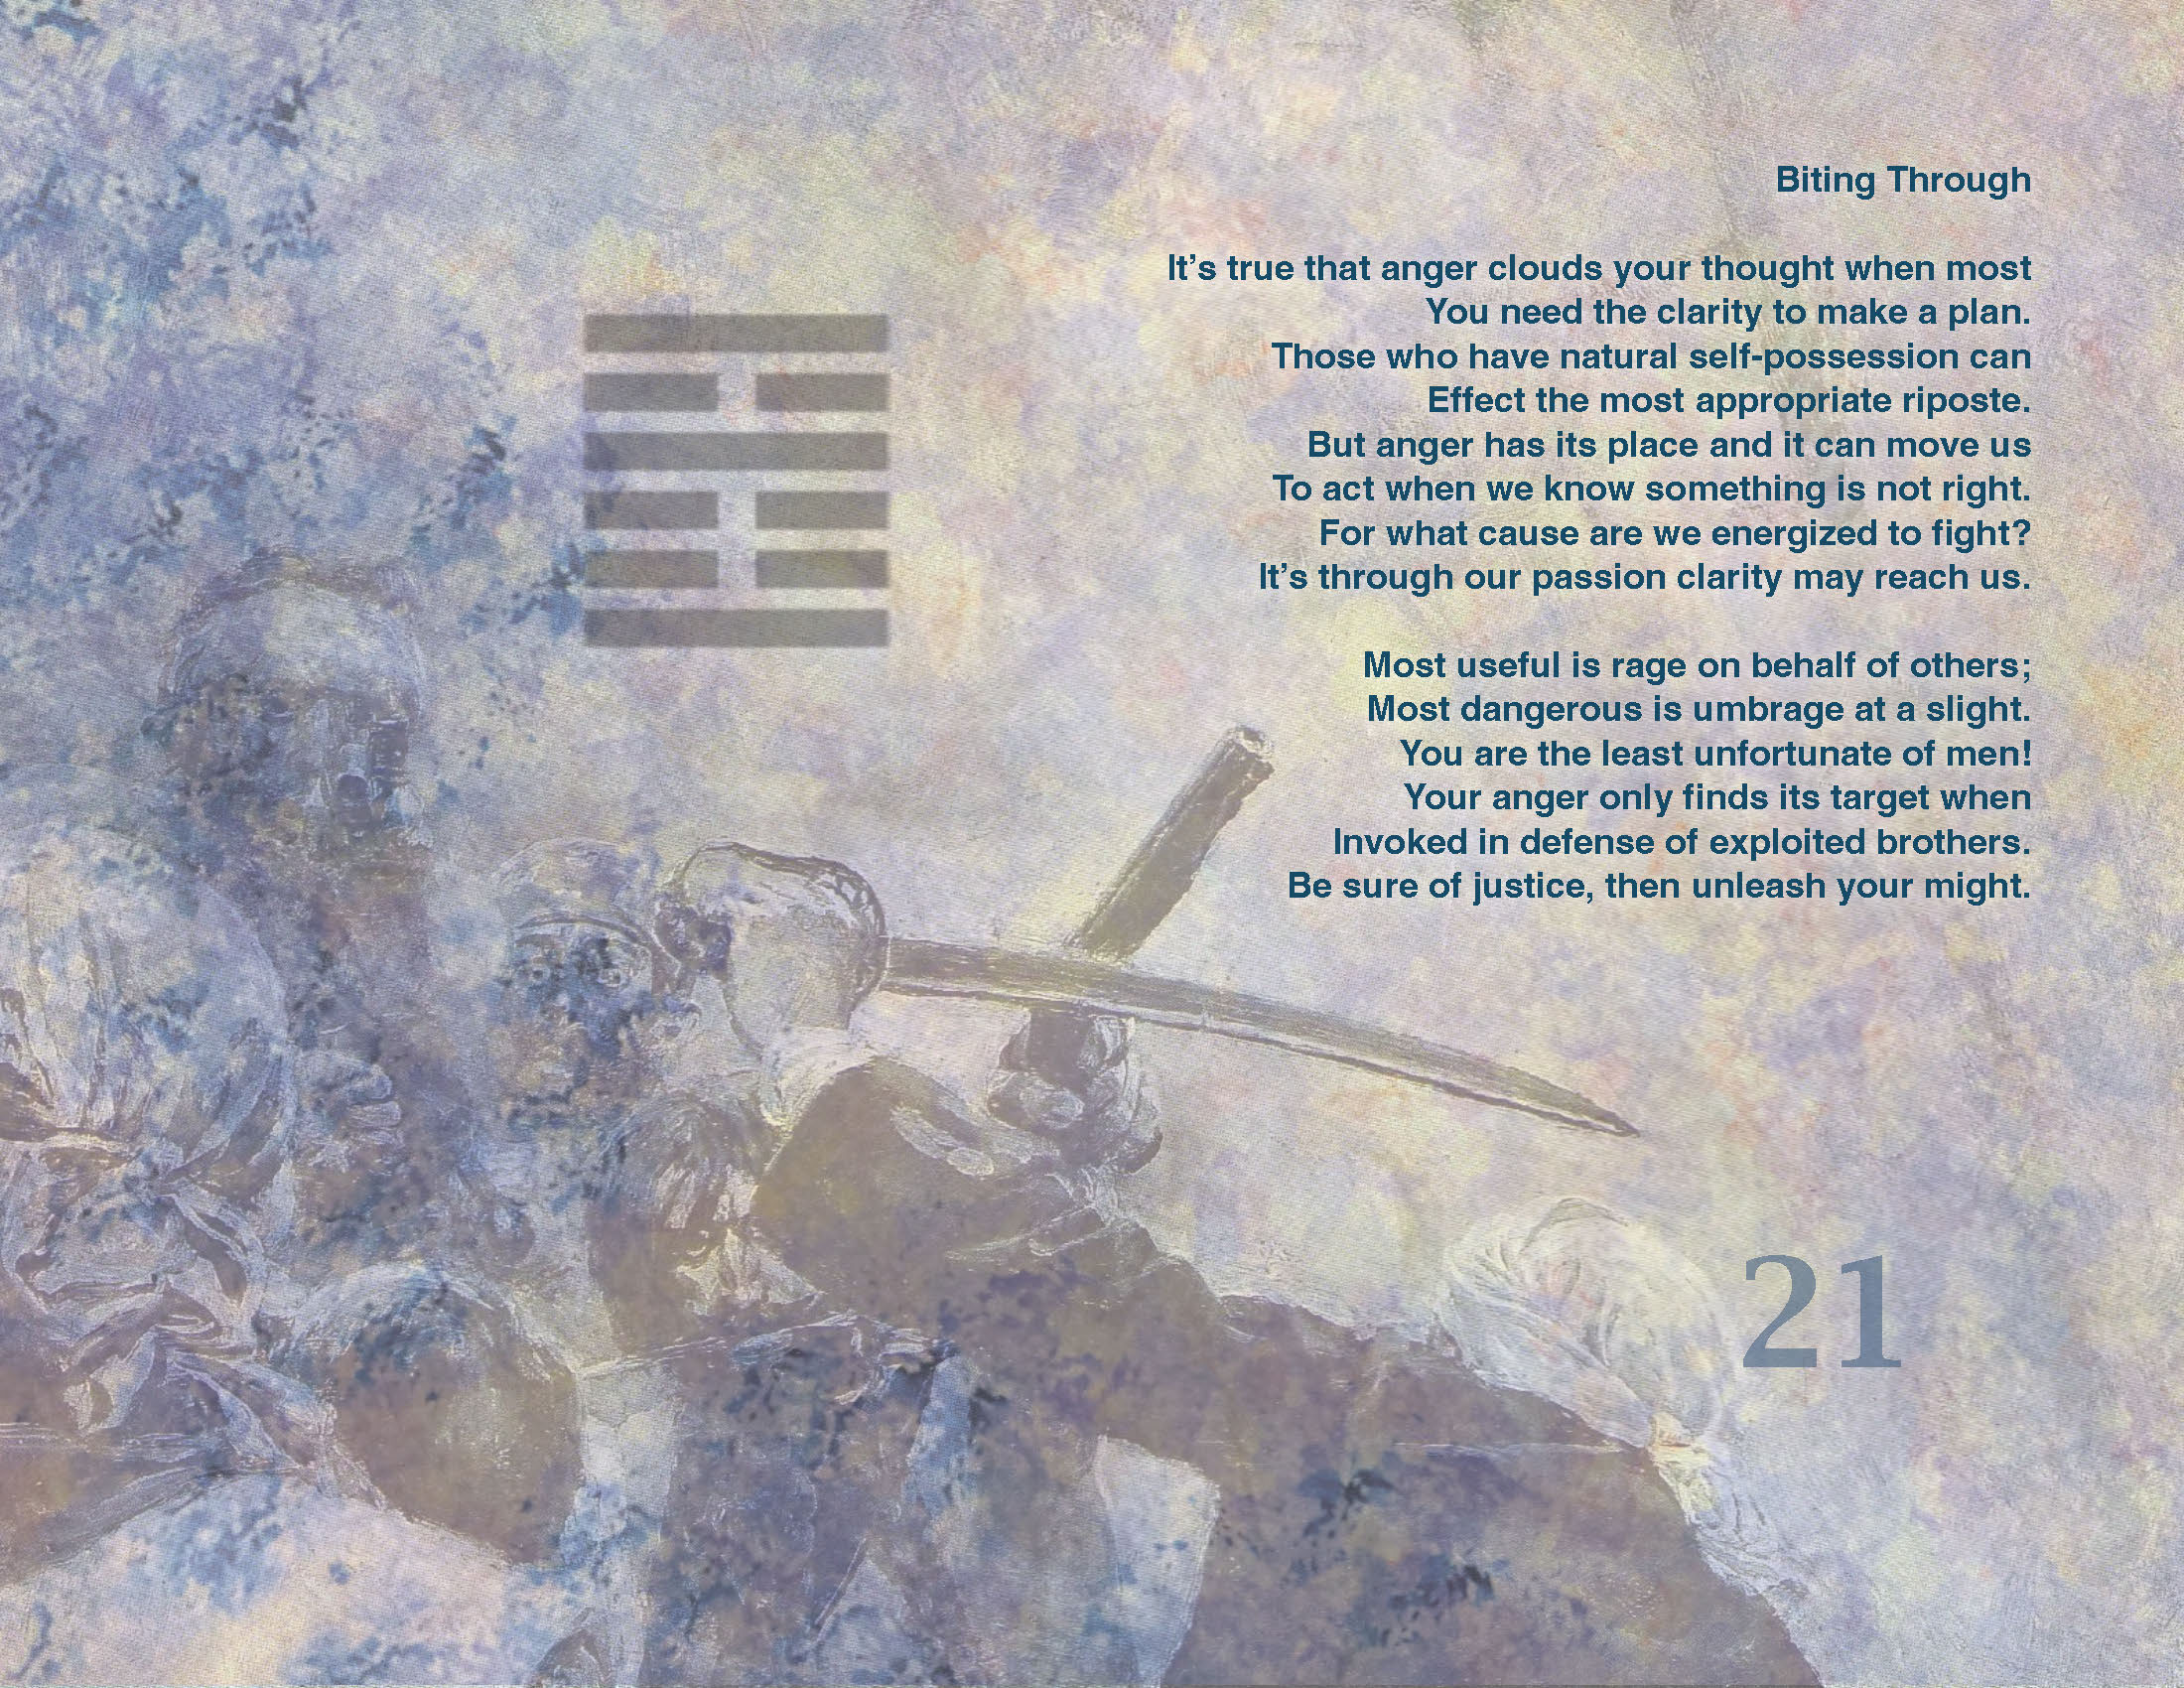 Biting Through
It’s true that anger clouds your thought when most
You need the clarity to make a plan.
Those who have natural self-possession can
Effect the most appropriate riposte.
But anger has its place and it can move us
To act when we know something is not right.
For what cause are we energized to fight?
It’s through our passion clarity may reach us.
Most useful is rage on behalf of others;
Most dangerous is umbrage at a slight.
You are the least unfortunate of men!
Your anger only finds its target when
Invoked in defense of exploited brothers.
Be sure of justice, then unleash your might.
21